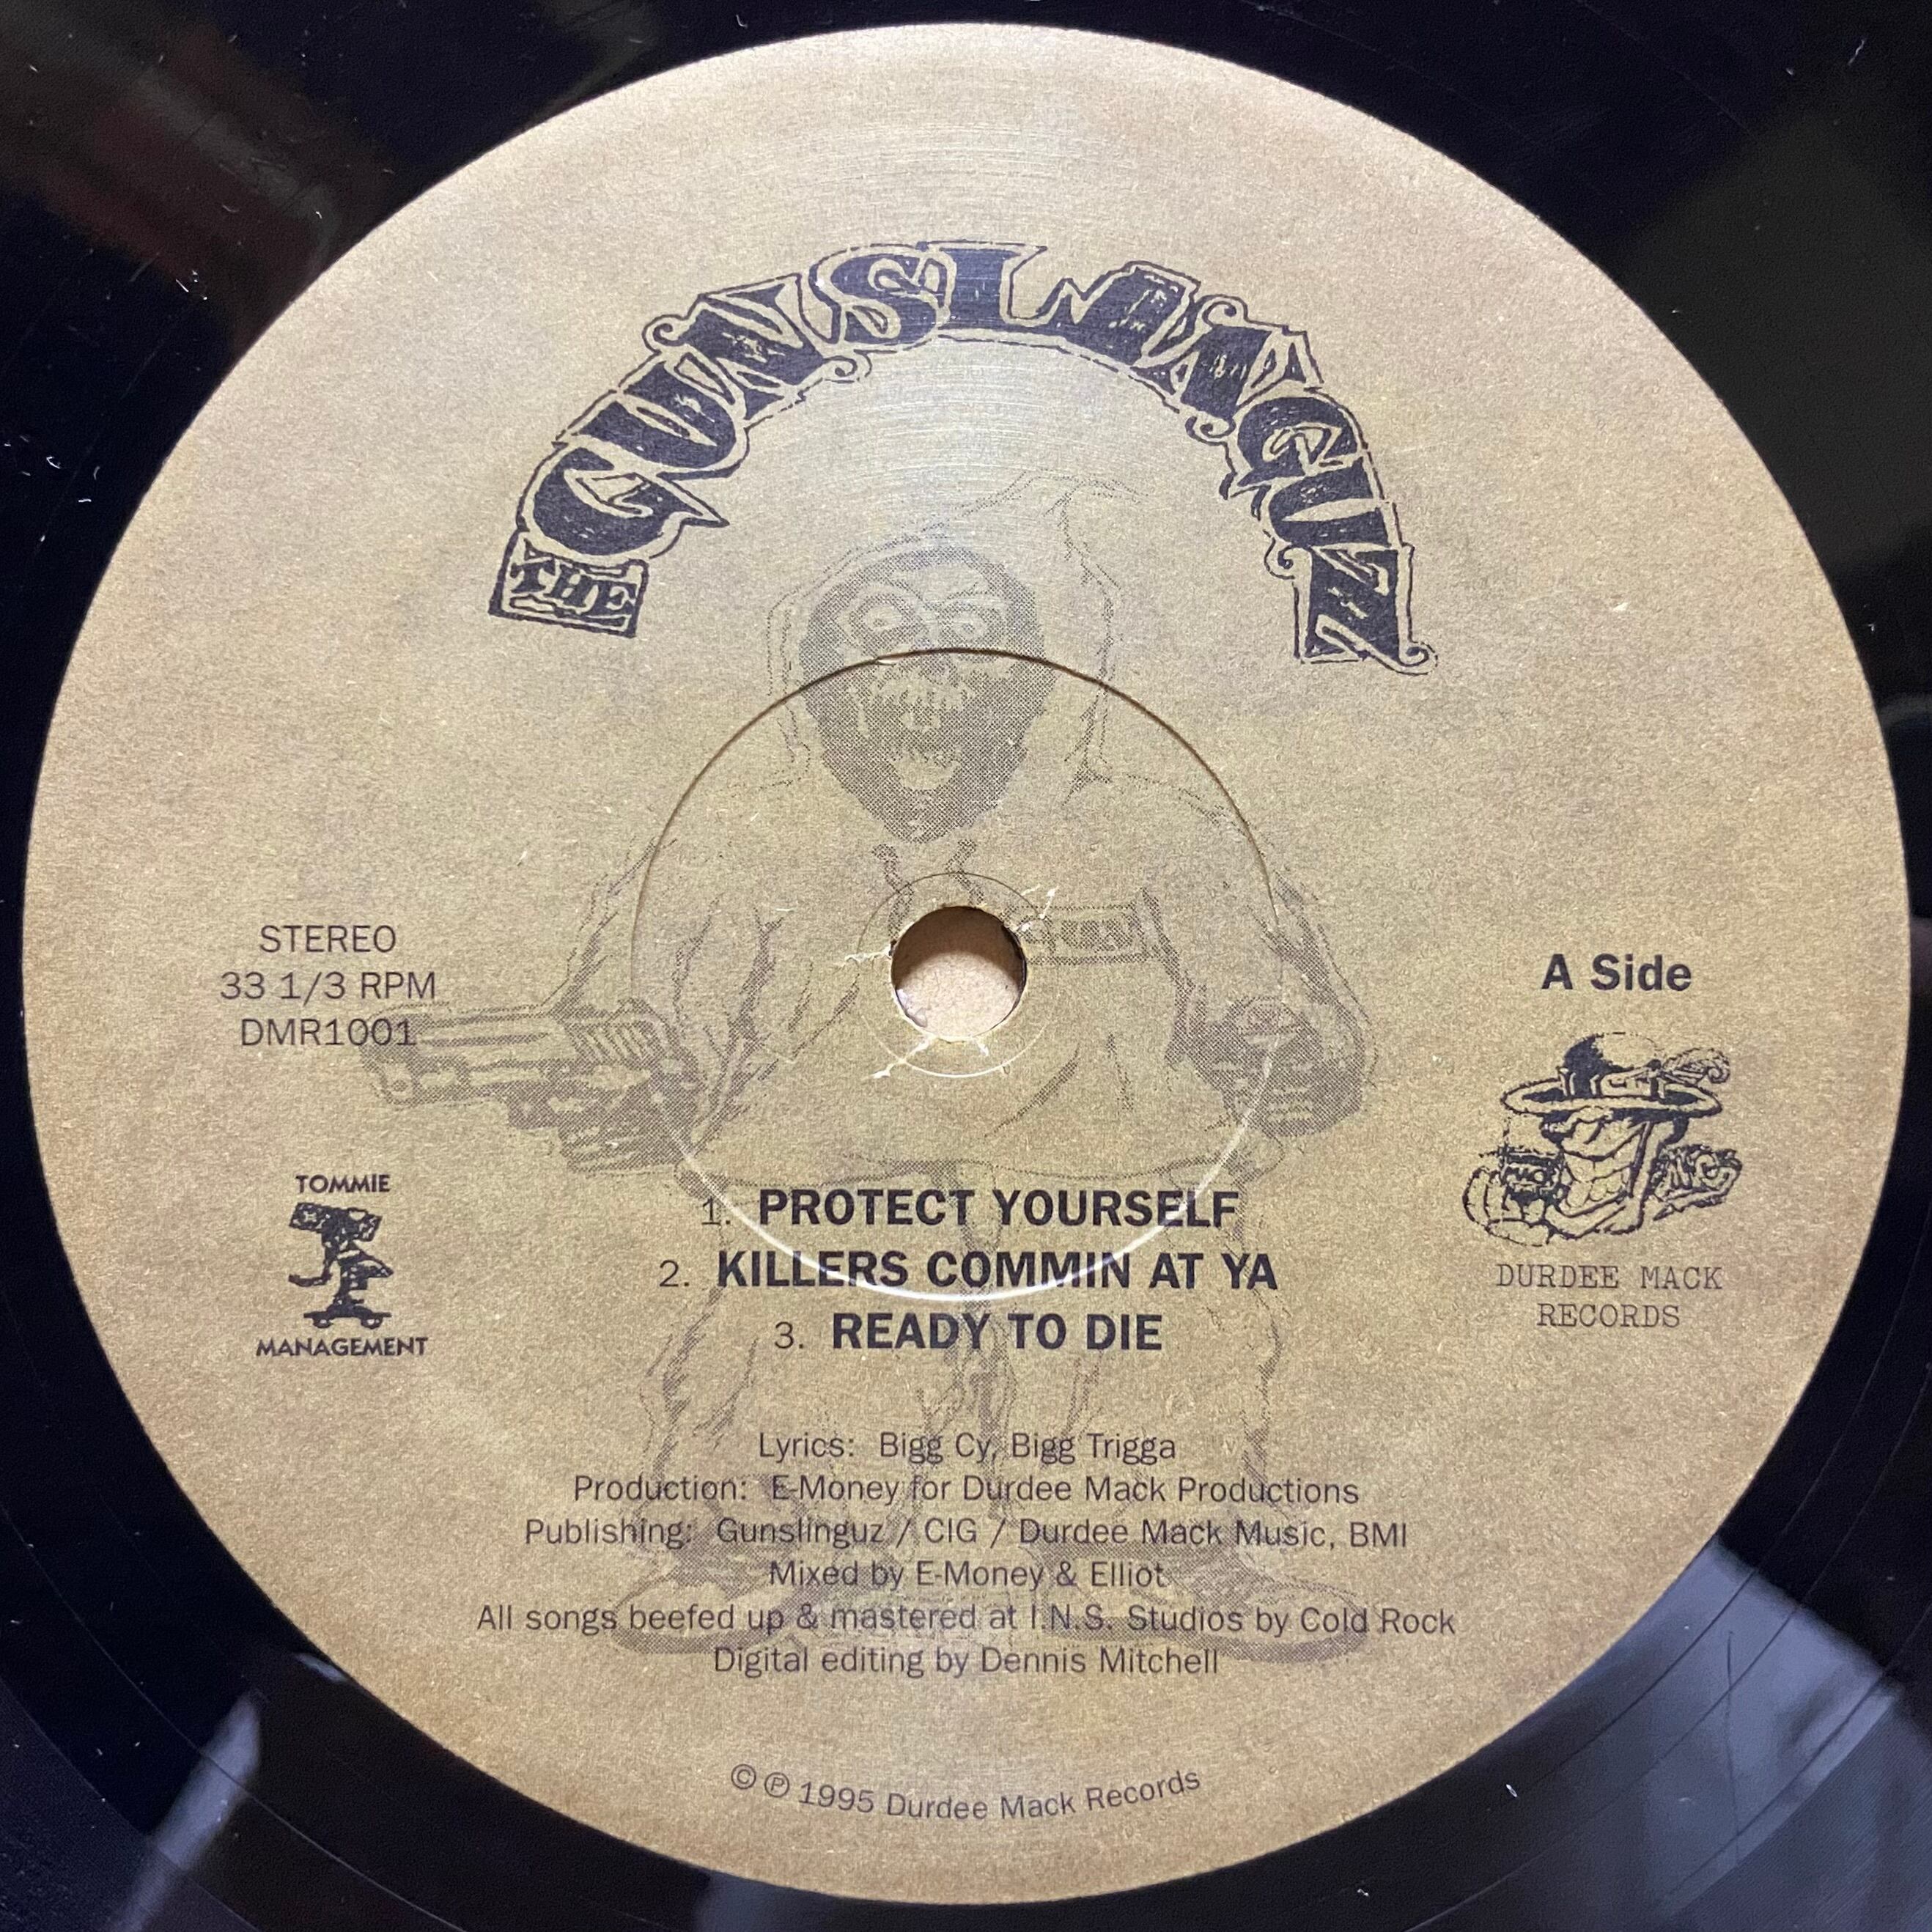 THE GUNSLINGUZ
STEREO
33 1/3 RPM
DMR1001
A Side
TOMMIE
MANAGEMENT
DURDEE MACK
RECORDS
1. PROTECT YOURSELF
2. KILLERS COMMIN AT YA
3. READY TO DIE
Lyrics: Bigg Cy, Bigg Trigga
Production: E-Money for Durdee Mack Productions
Publishing: Gunslinguz / CIG / Durdee Mack Music, BMI
Mixed by E-Money & Elliot
All songs beefed up & mastered at I.N.S. Studios by Cold Rock
Digital editing by Dennis Mitchell
© ℗ 1995 Durdee Mack Records